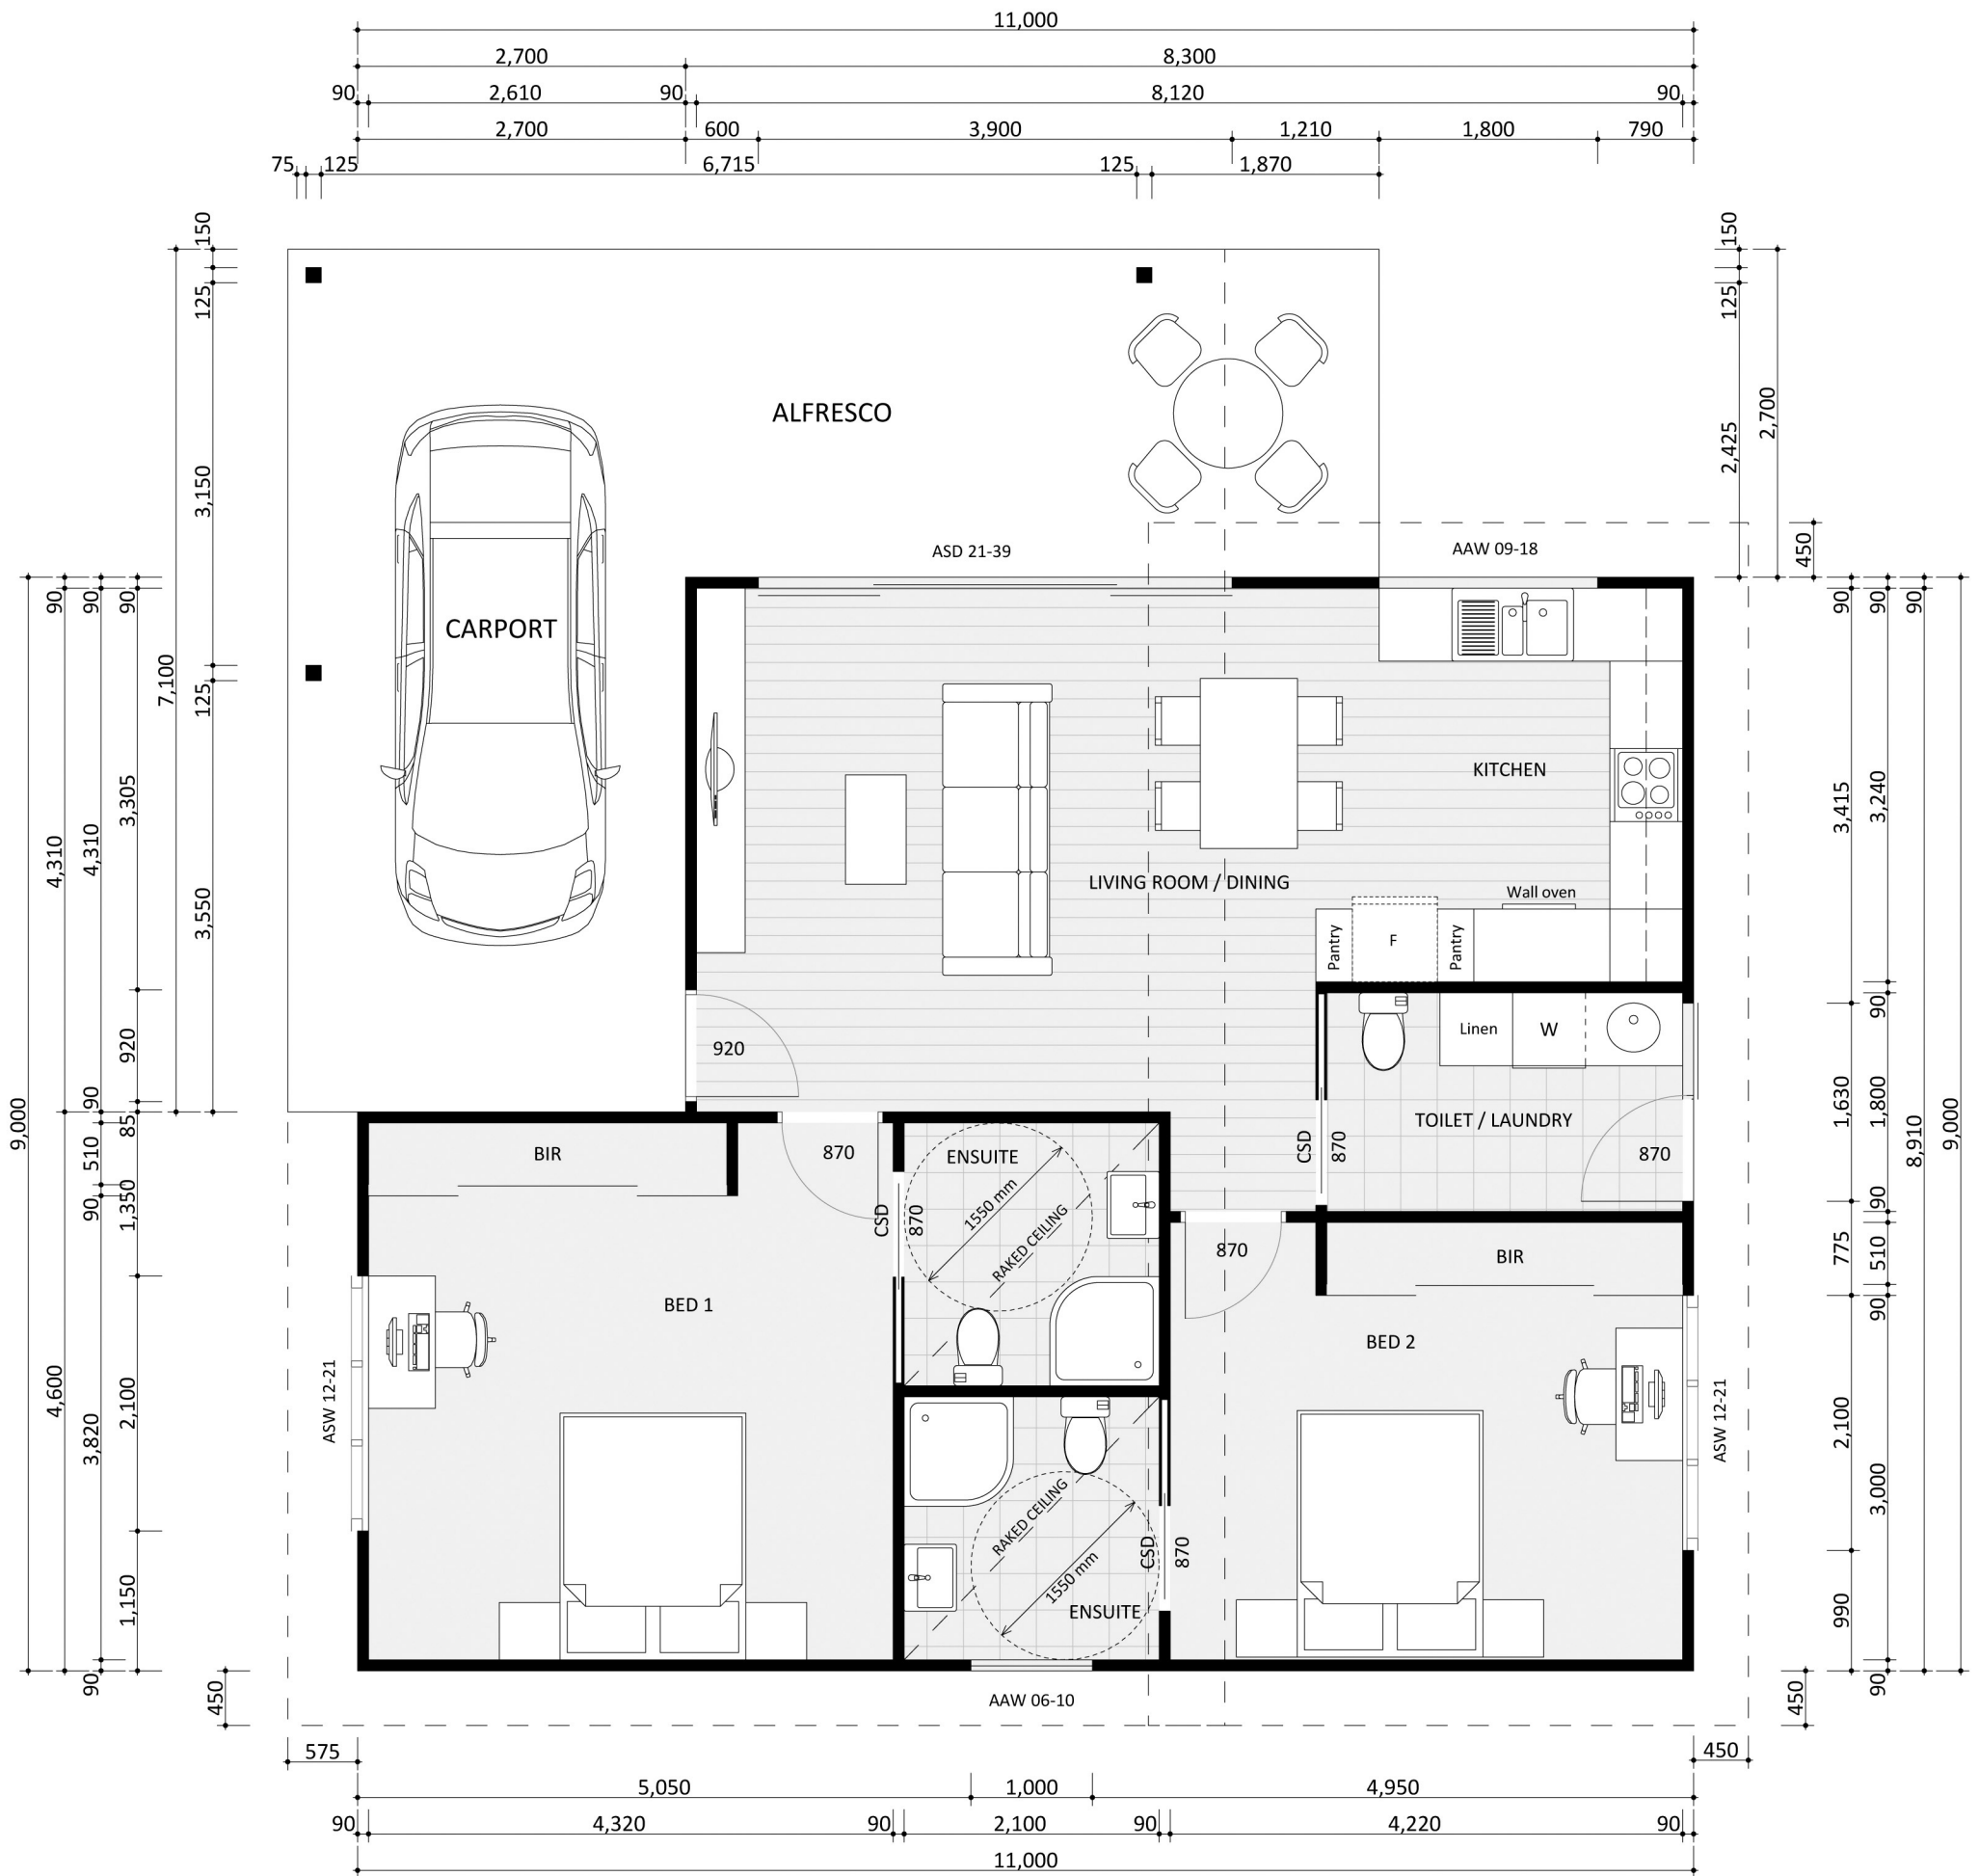 11,000
2,700 8,300
90 2,610 90 8,120 90
2,700 600 3,900 1,210 1,800 790
75 125 6,715 125 1,870
150
125
3,150
125
3,550
7,100
150
125
2,425
2,700
450
ALFRESCO
ASD 21-39
AAW 09-18
CARPORT
KITCHEN
LIVING ROOM / DINING
Wall oven
Pantry
F
Pantry
920
Linen
W
TOILET / LAUNDRY
CSD
870
870
BIR
870
ENSUITE
1550 mm
RAKED CEILING
CSD
870
870
BIR
BED 1
BED 2
ASW 12-21
ASW 12-21
RAKED CEILING
1550 mm
CSD
870
ENSUITE
AAW 06-10
9,000
90
4,310
4,600
90
4,310
90
510
90
3,820
90
90
3,305
920
85
1,350
2,100
1,150
450
90
3,415
1,630
775
2,100
990
90
3,240
90
1,800
90
510
90
3,000
90
90
8,910
9,000
450
575 450
5,050 1,000 4,950
90 4,320 90 2,100 90 4,220 90
11,000